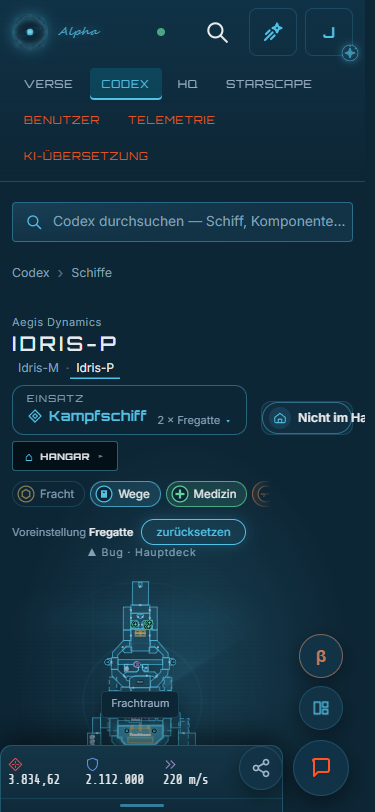 Alpha
VERSE CODEX HQ STARSCAPE
BENUTZER TELEMETRIE
KI-ÜBERSETZUNG
Codex durchsuchen — Schiff, Komponente...
Codex › Schiffe
Aegis Dynamics
IDRIS-P
Idris-M · Idris-P
EINSATZ
Kampfschiff 2 × Fregatte
Nicht im Ha
HANGAR
Fracht Wege Medizin
Voreinstellung Fregatte zurücksetzen
▲ Bug · Hauptdeck
β
Frachtraum
3.834,62 2.112.000 220 m/s